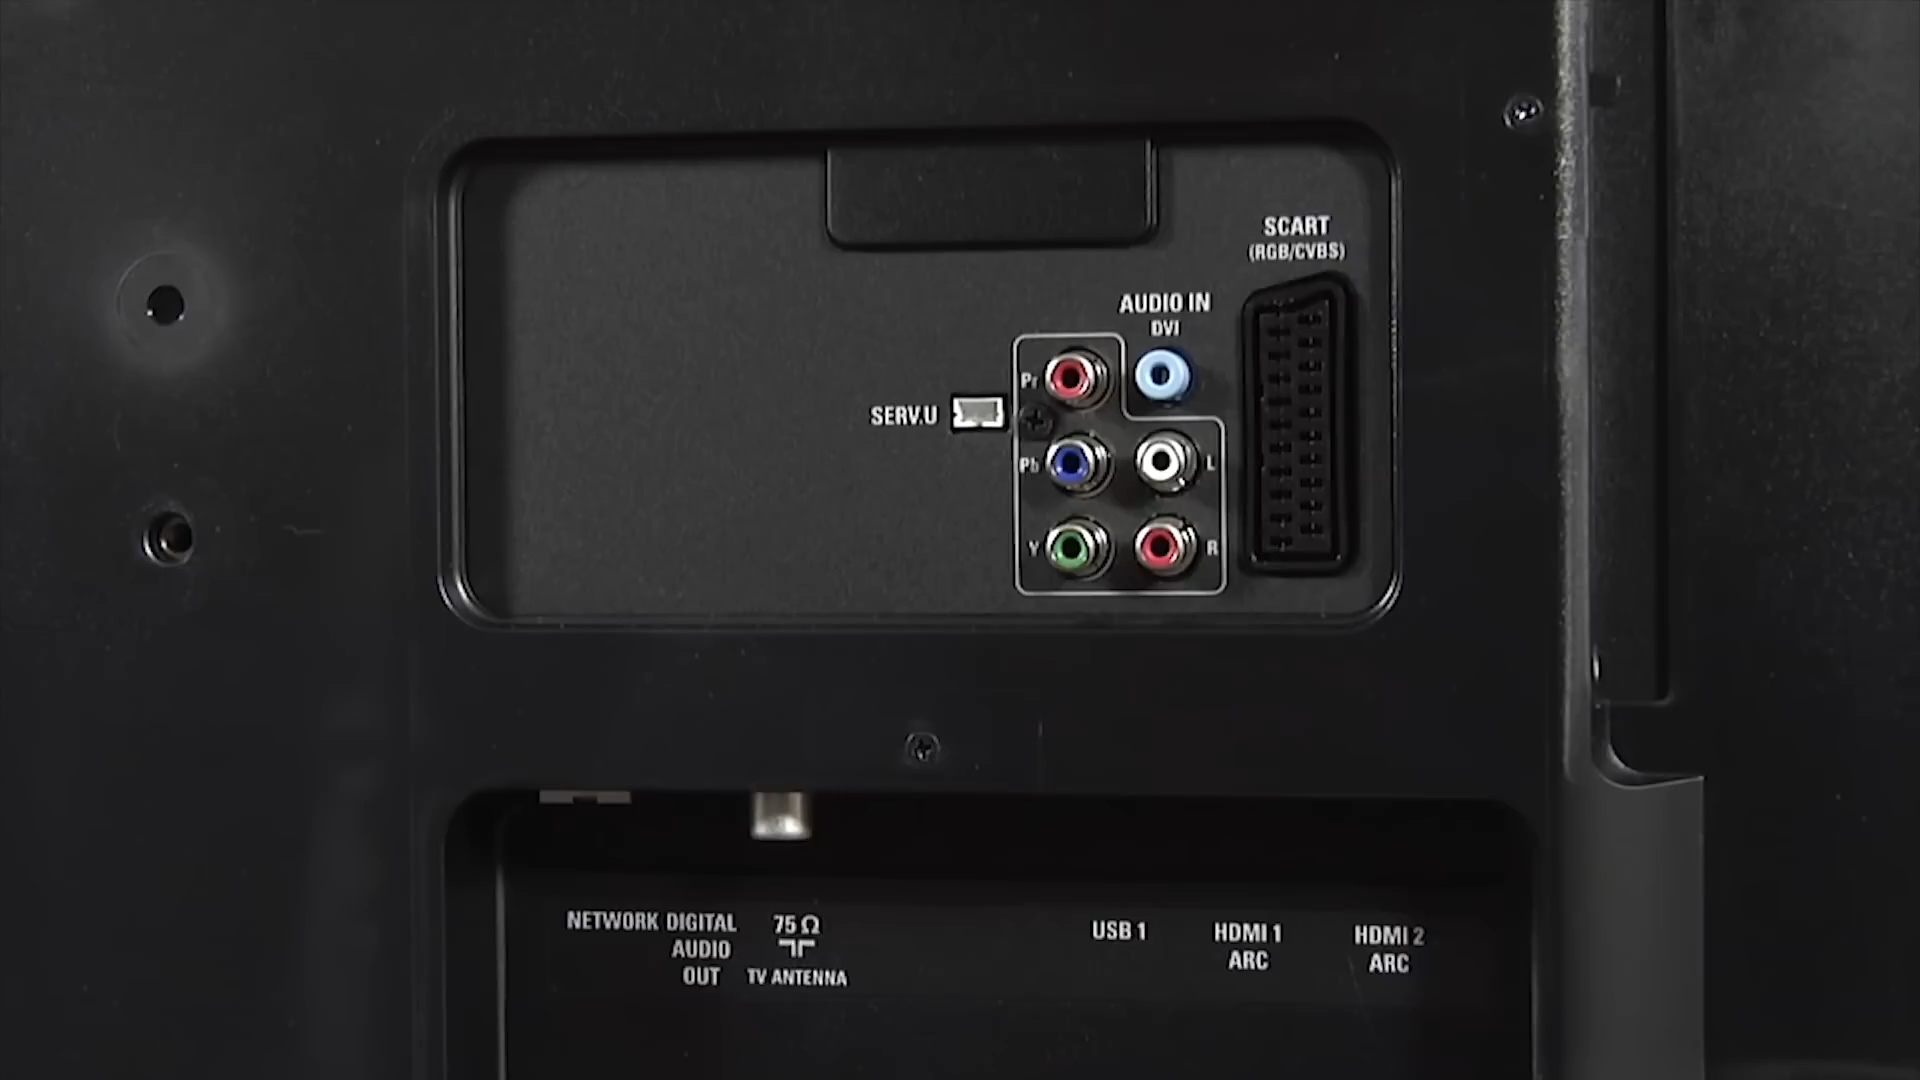 SCART
(RGB/CVBS)
AUDIO IN
DVI
Pr
SERV.U
Pb
L
Y
R
NETWORK
DIGITAL
AUDIO
OUT
75 Ω
TV ANTENNA
USB 1
HDMI 1
ARC
HDMI 2
ARC